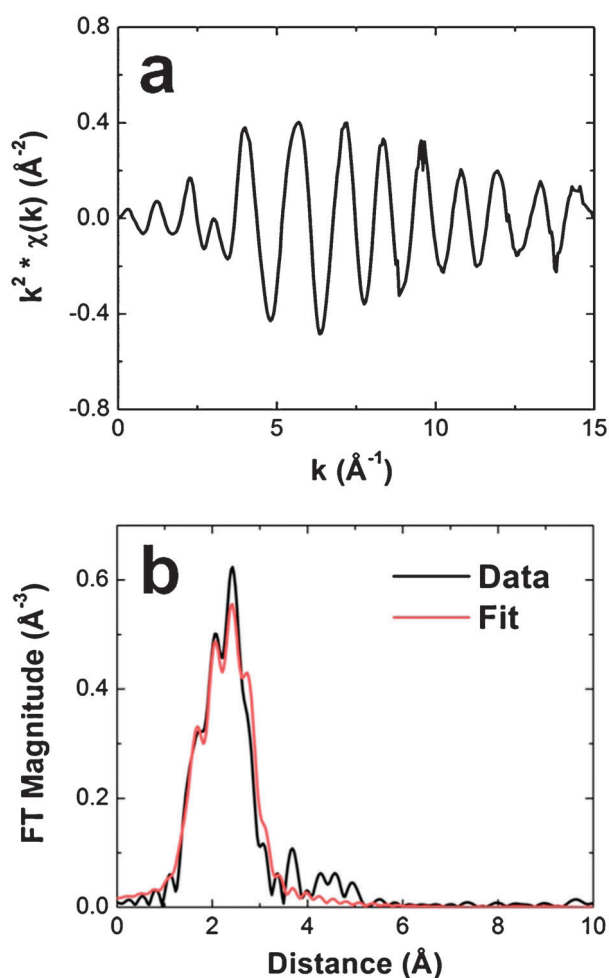 a
0.8
0.4
0.0
-0.4
-0.8
k² * χ(k) (Å⁻²)
0 5 10 15
k (Å⁻¹)
b
Data
Fit
0.6
0.4
0.2
0.0
FT Magnitude (Å⁻³)
0 2 4 6 8 10
Distance (Å)